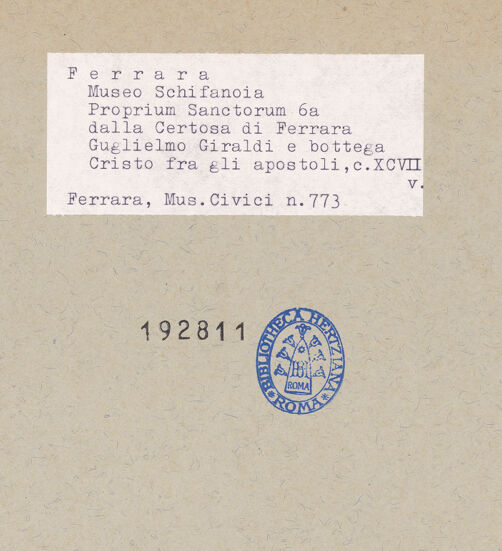 F e r r a r a
Museo Schifanoia
Proprium Sanctorum 6a
dalla Certosa di Ferrara
Guglielmo Giraldi e bottega
Cristo fra gli apostoli,c.XCVII
v.
Ferrara, Mus.Civici n.773
192811
BIBLIOTHECA HERTZIANA
ROMA
ROMA